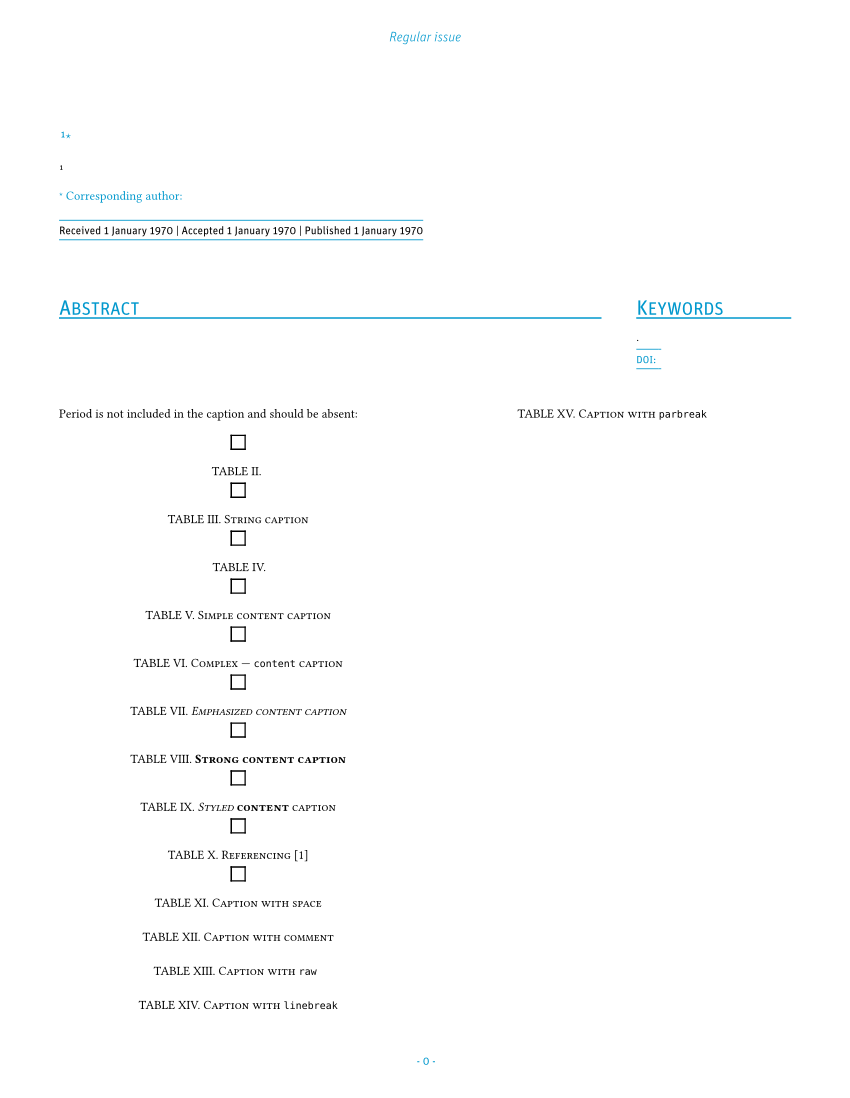 Regular issue
1*
1
* Corresponding author:
Received 1 January 1970 | Accepted 1 January 1970 | Published 1 January 1970
ABSTRACT
KEYWORDS
.
DOI:
Period is not included in the caption and should be absent:
TABLE II.
TABLE III. STRING CAPTION
TABLE IV.
TABLE V. SIMPLE CONTENT CAPTION
TABLE VI. COMPLEX — content CAPTION
TABLE VII. EMPHASIZED CONTENT CAPTION
TABLE VIII. STRONG CONTENT CAPTION
TABLE IX. STYLED CONTENT CAPTION
TABLE X. REFERENCING [1]
TABLE XI. CAPTION WITH SPACE
TABLE XII. CAPTION WITH COMMENT
TABLE XIII. CAPTION WITH raw
TABLE XIV. CAPTION WITH linebreak
TABLE XV. CAPTION WITH parbreak
- 0 -